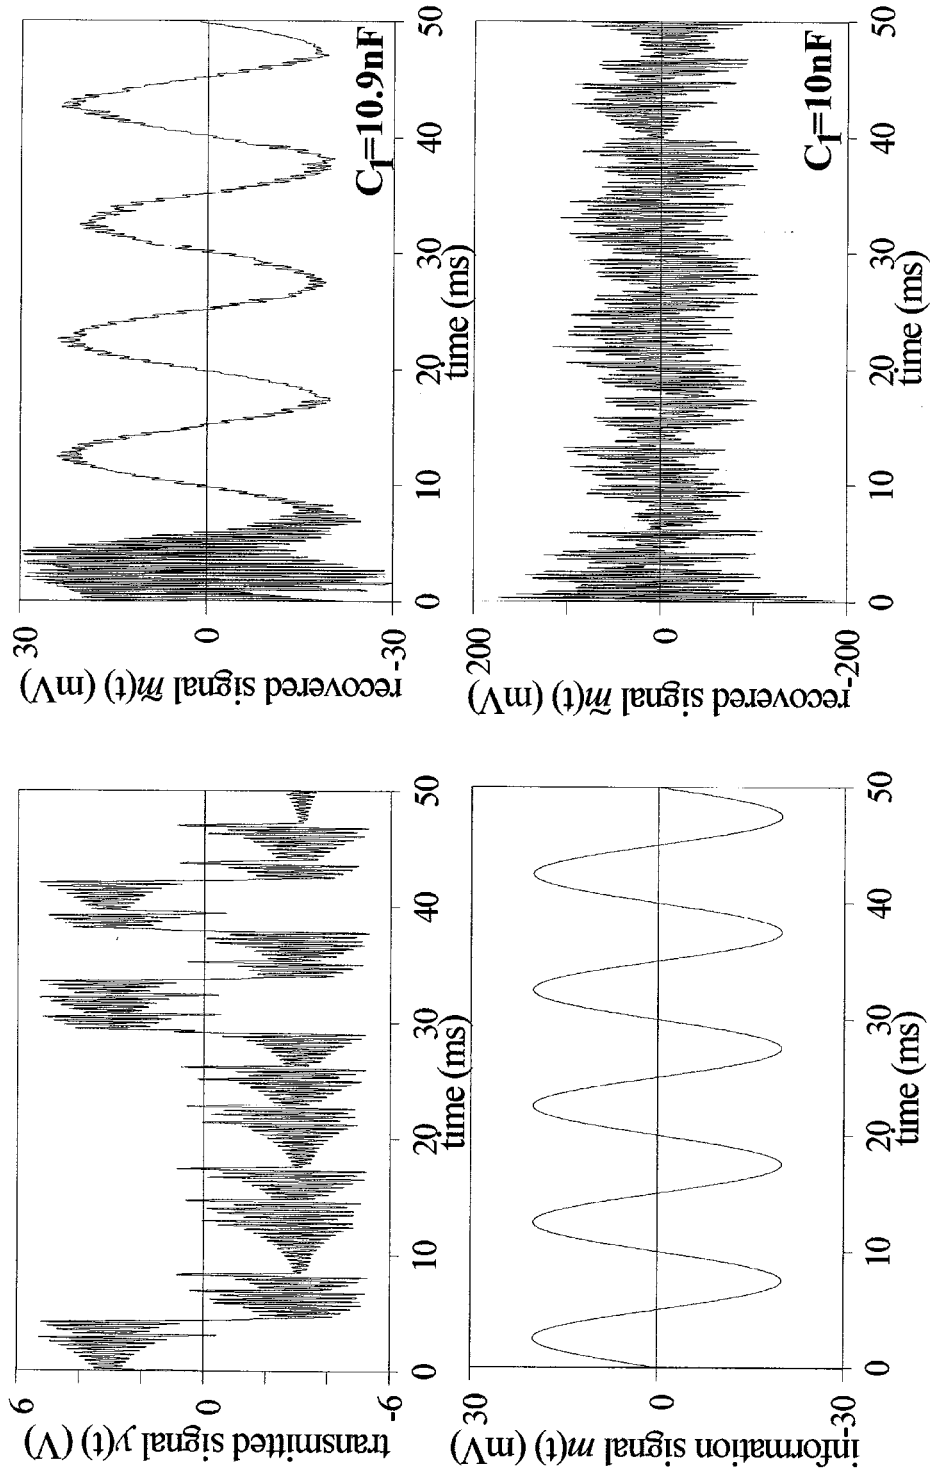 transmitted signal y(t) (V)
6
0
-6
0 10 20 30 40 50
time (ms)
recovered signal m̃(t) (mV)
30
0
-30
C1=10.9nF
0 10 20 30 40 50
time (ms)
information signal m(t) (mV)
30
0
-30
0 10 20 30 40 50
time (ms)
recovered signal m̃(t) (mV)
200
0
-200
C1=10nF
0 10 20 30 40 50
time (ms)